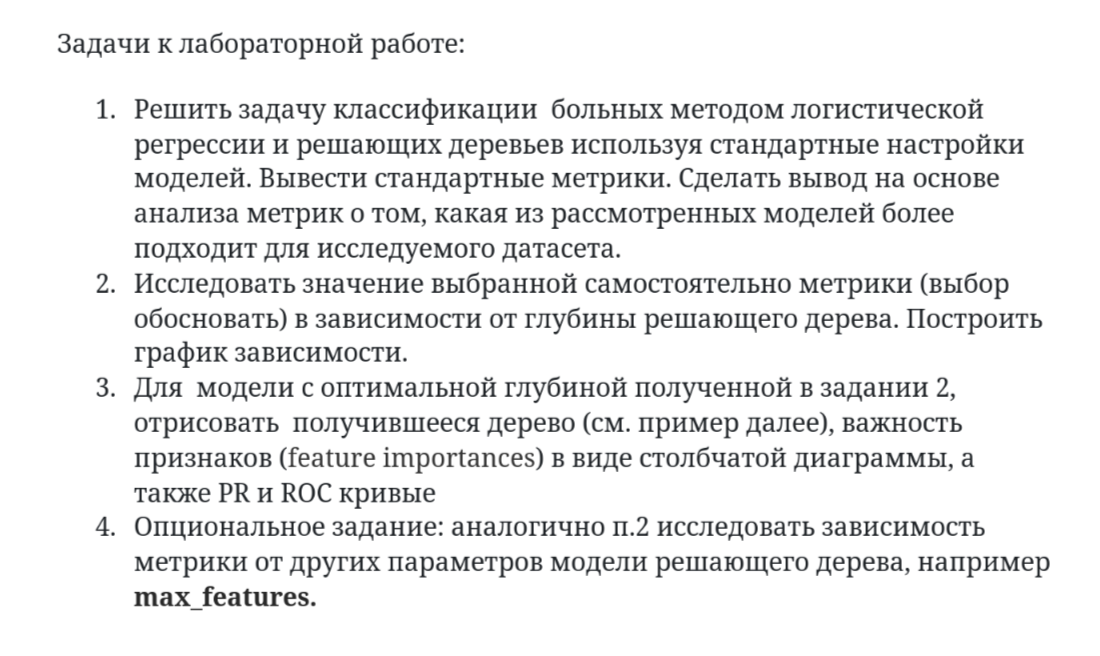 Задачи к лабораторной работе:
1. Решить задачу классификации  больных методом логистической
регрессии и решающих деревьев используя стандартные настройки
моделей. Вывести стандартные метрики. Сделать вывод на основе
анализа метрик о том, какая из рассмотренных моделей более
подходит для исследуемого датасета.
2. Исследовать значение выбранной самостоятельно метрики (выбор
обосновать) в зависимости от глубины решающего дерева. Построить
график зависимости.
3. Для  модели с оптимальной глубиной полученной в задании 2,
отрисовать  получившееся дерево (см. пример далее), важность
признаков (feature importances) в виде столбчатой диаграммы, а
также PR и ROC кривые
4. Опциональное задание: аналогично п.2 исследовать зависимость
метрики от других параметров модели решающего дерева, например
max_features.